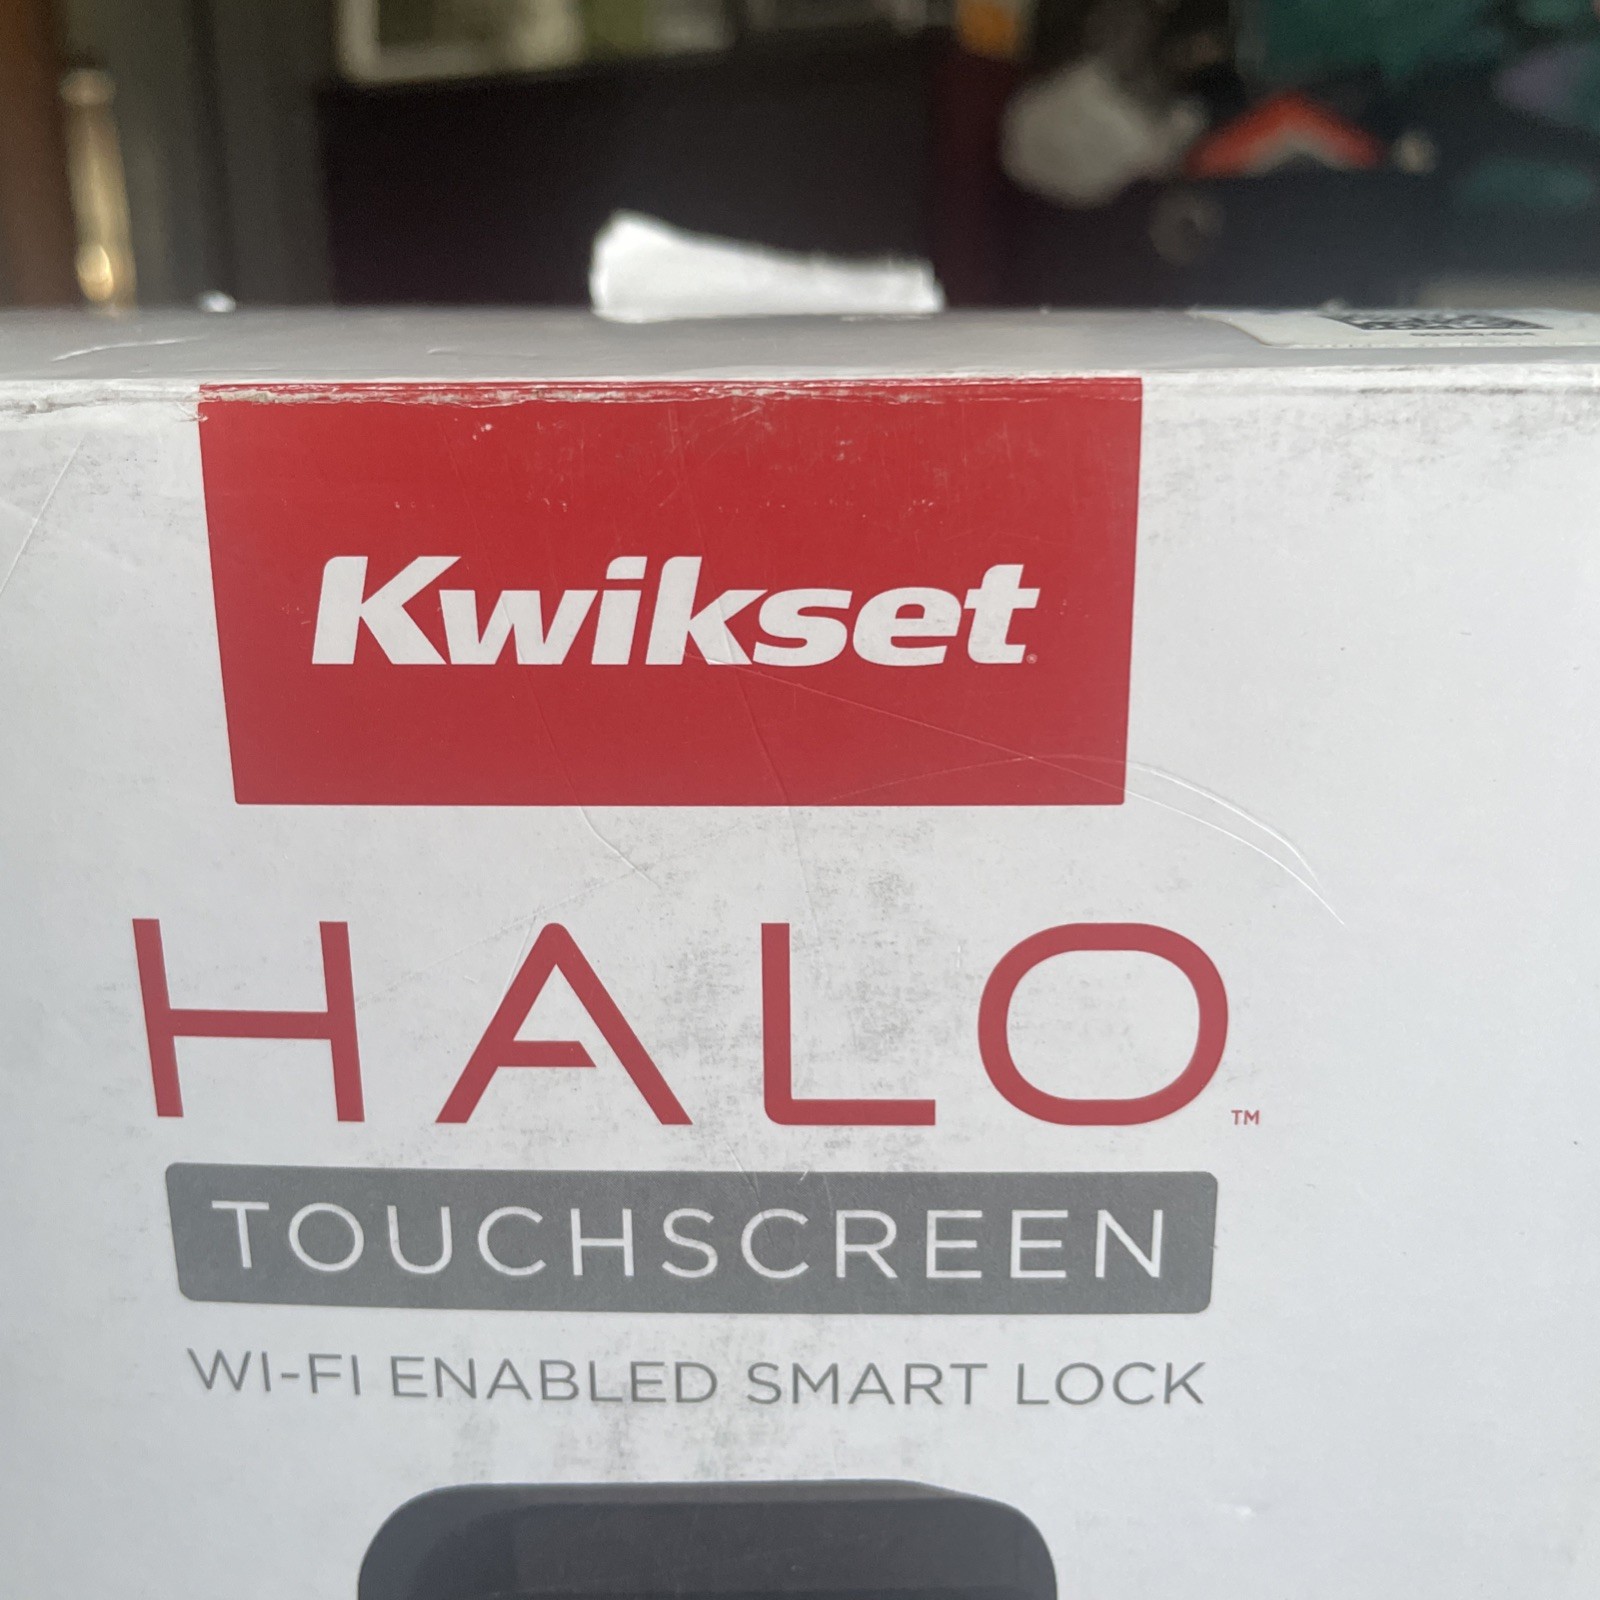 Kwikset®
HALO™
TOUCHSCREEN
WI-FI ENABLED SMART LOCK